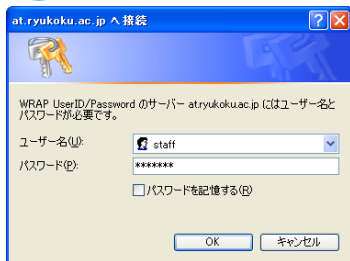 at.ryukoku.ac.jp へ接続
WRAP UserID/Password のサーバー at.ryukoku.ac.jp にはユーザー名と
パスワードが必要です。
ユーザー名(U):
staff
パスワード(P):
*******
パスワードを記憶する(R)
OK
キャンセル